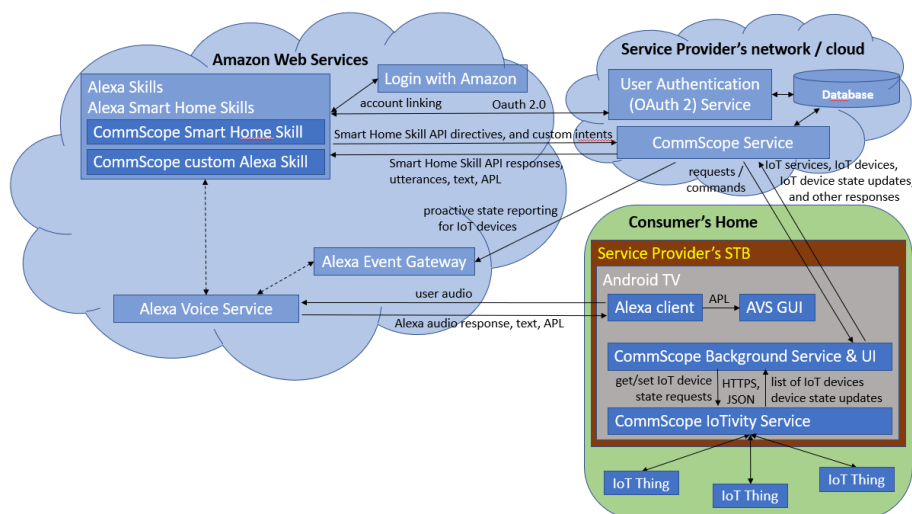 Amazon Web Services
Alexa Skills
Alexa Smart Home Skills
CommScope Smart Home Skill
CommScope custom Alexa Skill
Login with Amazon
account linking
Oauth 2.0
Smart Home Skill API directives, and custom intents
Smart Home Skill API responses,
utterances, text, APL
proactive state reporting
for IoT devices
Alexa Event Gateway
Alexa Voice Service
user audio
Alexa audio response, text, APL
Service Provider's network / cloud
User Authentication
(OAuth 2) Service
Database
CommScope Service
requests /
commands
IoT services, IoT devices,
IoT device state updates,
and other responses
Consumer's Home
Service Provider's STB
Android TV
Alexa client
APL
AVS GUI
CommScope Background Service & UI
get/set IoT device
state requests
HTTPS,
JSON
list of IoT devices
device state updates
CommScope IoTivity Service
IoT Thing
IoT Thing
IoT Thing